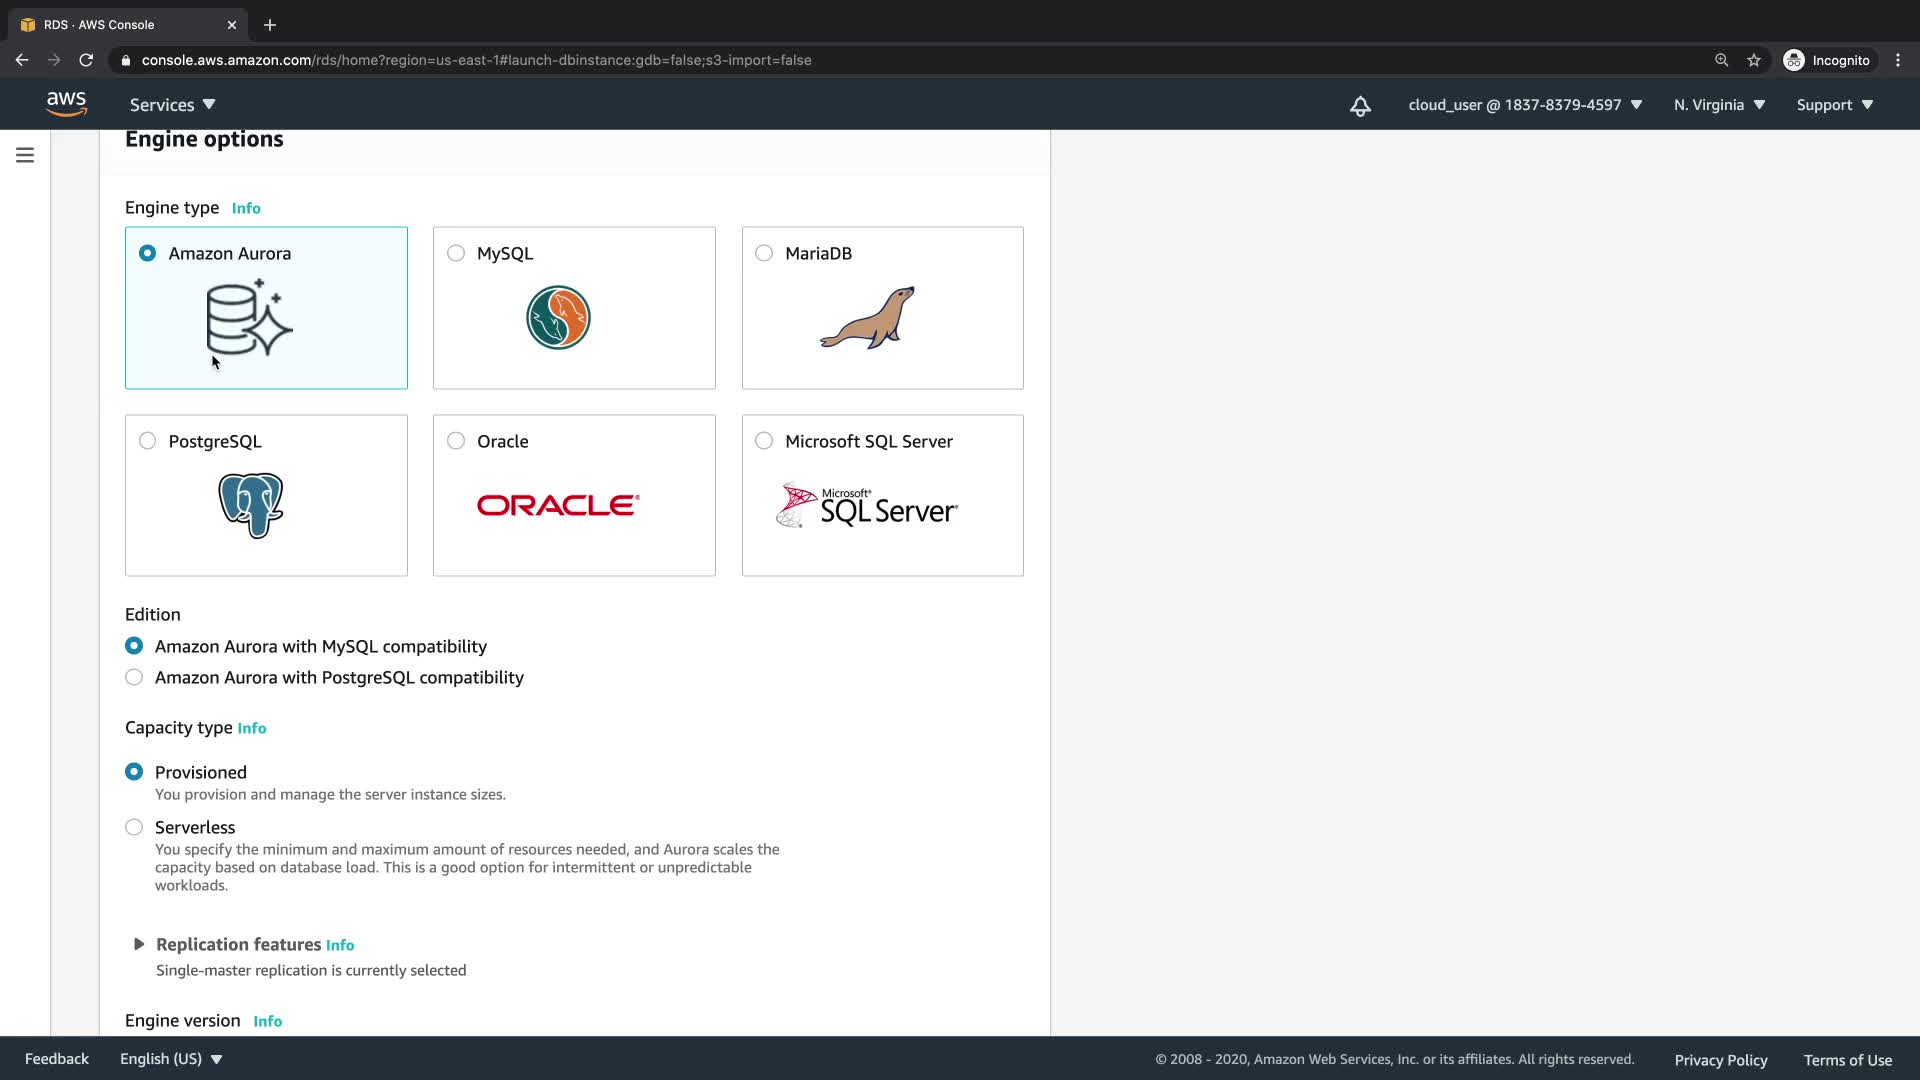 RDS · AWS Console
console.aws.amazon.com/rds/home?region=us-east-1#launch-dbinstance:gdb=false;s3-import=false
Incognito
aws
Services
cloud_user @ 1837-8379-4597
N. Virginia
Support
Engine options
Engine type Info
Amazon Aurora
MySQL
MariaDB
PostgreSQL
Oracle
Microsoft SQL Server
ORACLE®
Microsoft®
SQL Server®
Edition
Amazon Aurora with MySQL compatibility
Amazon Aurora with PostgreSQL compatibility
Capacity type Info
Provisioned
You provision and manage the server instance sizes.
Serverless
You specify the minimum and maximum amount of resources needed, and Aurora scales the
capacity based on database load. This is a good option for intermittent or unpredictable
workloads.
Replication features Info
Single-master replication is currently selected
Engine version Info
Feedback
English (US)
© 2008 - 2020, Amazon Web Services, Inc. or its affiliates. All rights reserved.
Privacy Policy
Terms of Use